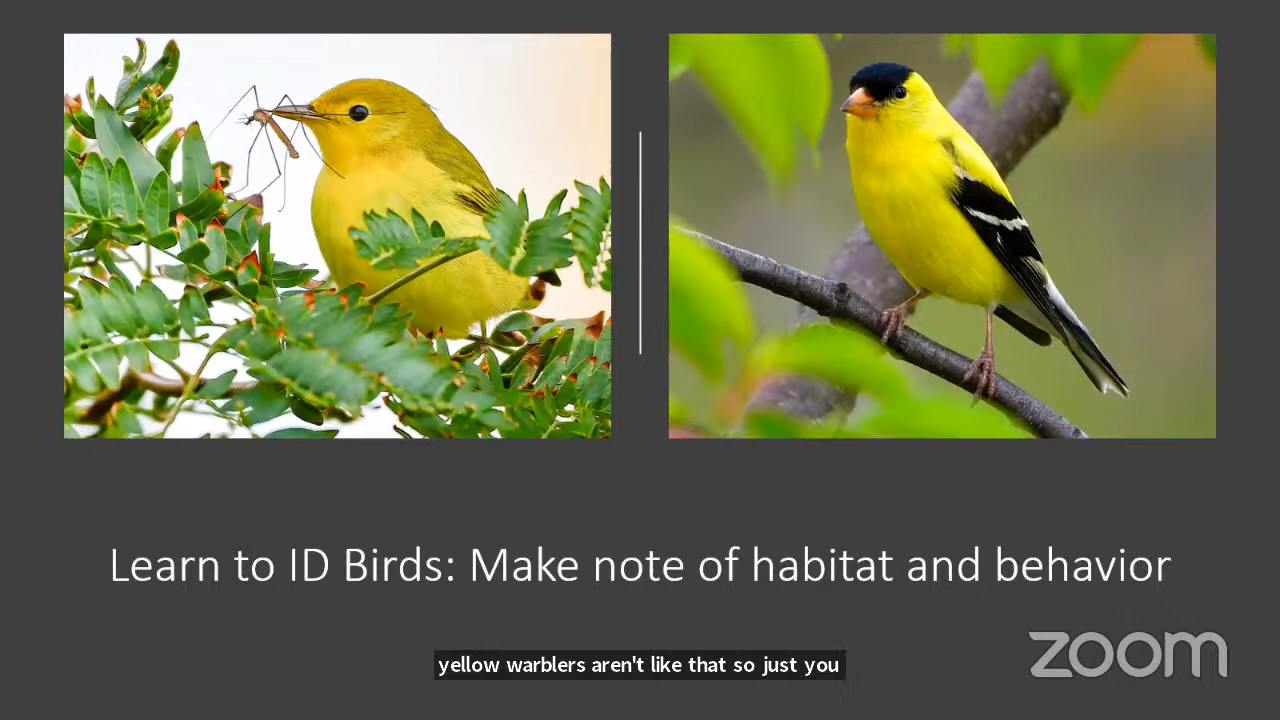 Learn to ID Birds: Make note of habitat and behavior
yellow warblers aren't like that so just you
zoom